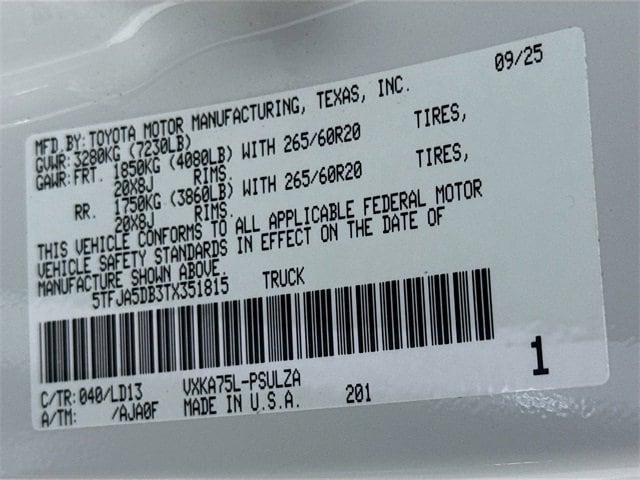 09/25
MFD.BY:TOYOTA MOTOR MANUFACTURING, TEXAS, INC.
GVWR:3280KG (7230LB)
GAWR:FRT. 1850KG (4080LB) WITH 265/60R20 TIRES,
20X8J RIMS.
RR. 1750KG (3860LB) WITH 265/60R20 TIRES,
20X8J RIMS.
THIS VEHICLE CONFORMS TO ALL APPLICABLE FEDERAL MOTOR
VEHICLE SAFETY STANDARDS IN EFFECT ON THE DATE OF
MANUFACTURE SHOWN ABOVE.
5TFJA5DB3TX351815 TRUCK
C/TR:040/LD13 VXKA75L-PSULZA 1
A/TM: /AJA0F MADE IN U.S.A. 201